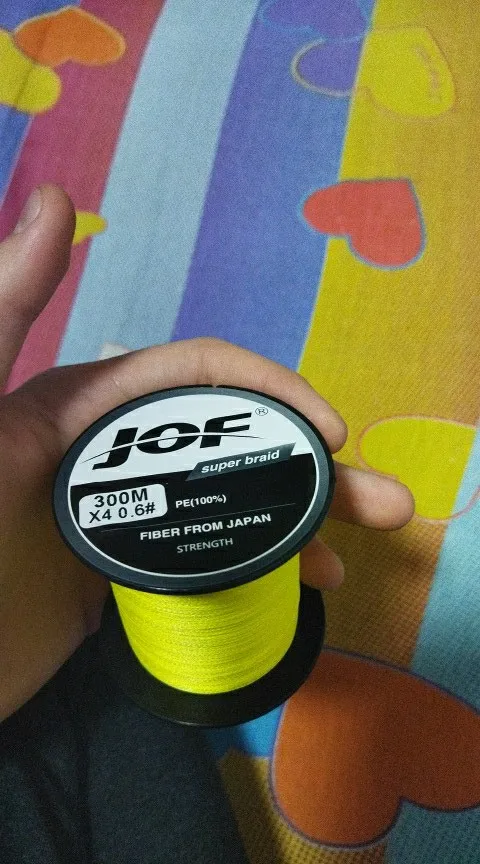 JOF®
super braid
300M
X4 0.6#
PE(100%)
FIBER FROM JAPAN
STRENGTH